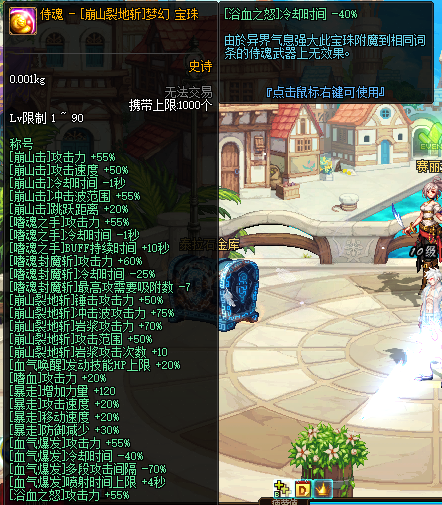 侍魂 - [崩山裂地斩]梦幻 宝珠
史诗
0.001kg
无法交易
携带上限1000个
Lv限制 1 ~ 90
称号
[崩山击]攻击力 +55%
[崩山击]攻击速度 +50%
[崩山击]冷却时间 -1秒
[崩山击]冲击波范围 +55%
[崩山击]跳跃距离 +20%
[嗜魂之手]攻击力 +55%
[嗜魂之手]冷却时间 -1秒
[嗜魂之手]BUFF持续时间 +10秒
[嗜魂封魔斩]攻击力 +60%
[嗜魂封魔斩]冷却时间 -25%
[嗜魂封魔斩]最高攻需要吸附数 -7
[崩山裂地斩]锤击攻击力 +50%
[崩山裂地斩]冲击波攻击力 +75%
[崩山裂地斩]岩浆攻击力 +70%
[崩山裂地斩]攻击范围 +50%
[崩山裂地斩]岩浆攻击次数 +10
[血气唤醒]发动技能HP上限 +20%
[嗜血]攻击力 +20%
[暴走]增加力量 +120
[暴走]攻击速度 +20%
[暴走]移动速度 +20%
[暴走]防御减少 +30%
[血气爆发]攻击力 +55%
[血气爆发]冷却时间 -40%
[血气爆发]多段攻击间隔 -70%
[血气爆发]喷射时间上限 +4秒
[浴血之怒]攻击力 +55%
[浴血之怒]冷却时间 -40%
由於异界气息强大此宝珠附魔到相同词
条的侍魂武器上无效果。
『点击鼠标右键可使用』
EVEN
赛丽
金库
10级
D